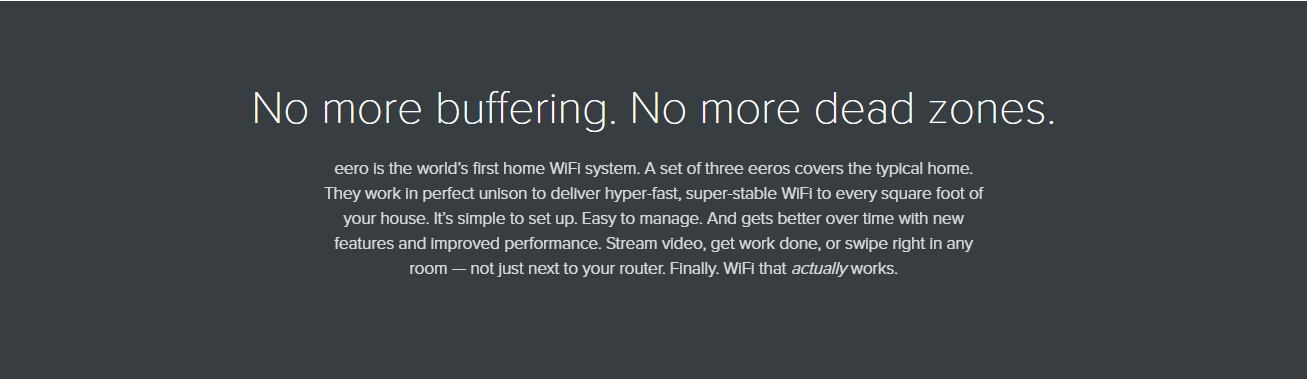 No more buffering. No more dead zones.
eero is the world's first home WiFi system. A set of three eeros covers the typical home.
They work in perfect unison to deliver hyper-fast, super-stable WiFi to every square foot of
your house. It's simple to set up. Easy to manage. And gets better over time with new
features and improved performance. Stream video, get work done, or swipe right in any
room — not just next to your router. Finally. WiFi that actually works.